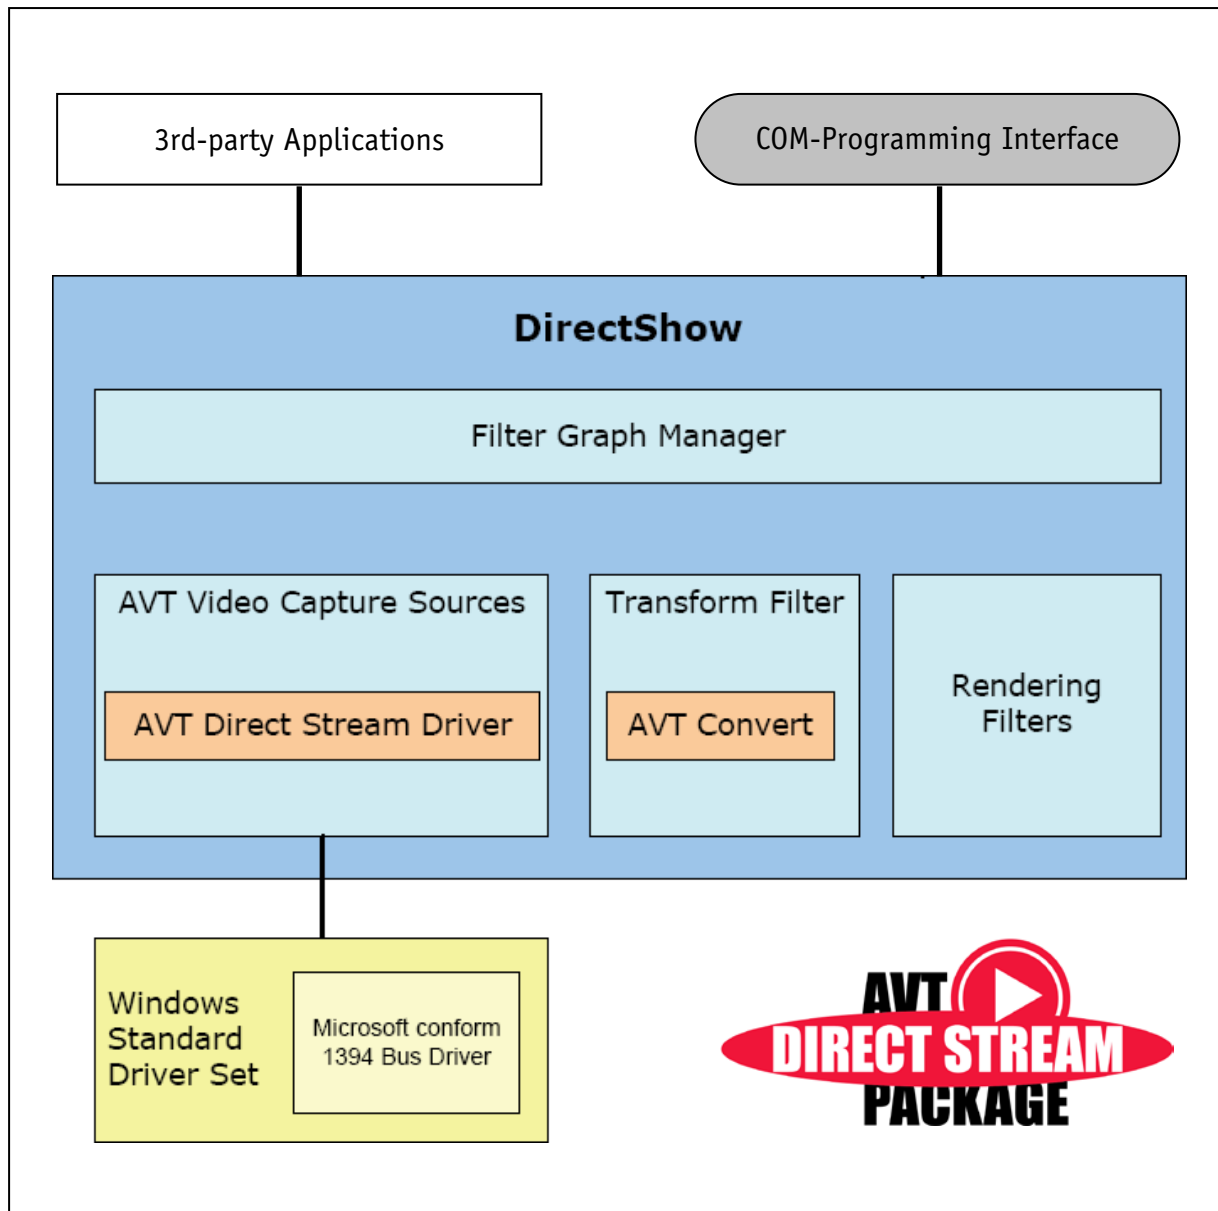 3rd-party Applications
COM-Programming Interface
DirectShow
Filter Graph Manager
AVT Video Capture Sources
AVT Direct Stream Driver
Transform Filter
AVT Convert
Rendering
Filters
Windows
Standard
Driver Set
Microsoft conform
1394 Bus Driver
AVT
DIRECT STREAM
PACKAGE